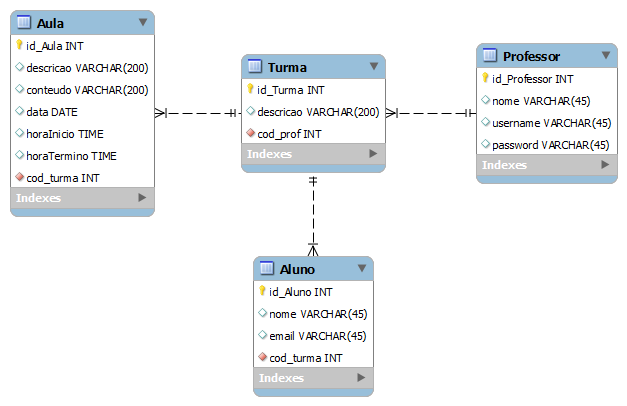 Aula
id_Aula INT
descricao VARCHAR(200)
conteudo VARCHAR(200)
data DATE
horaInicio TIME
horaTermino TIME
cod_turma INT
Indexes
Turma
id_Turma INT
descricao VARCHAR(200)
cod_prof INT
Indexes
Professor
id_Professor INT
nome VARCHAR(45)
username VARCHAR(45)
password VARCHAR(45)
Indexes
Aluno
id_Aluno INT
nome VARCHAR(45)
email VARCHAR(45)
cod_turma INT
Indexes